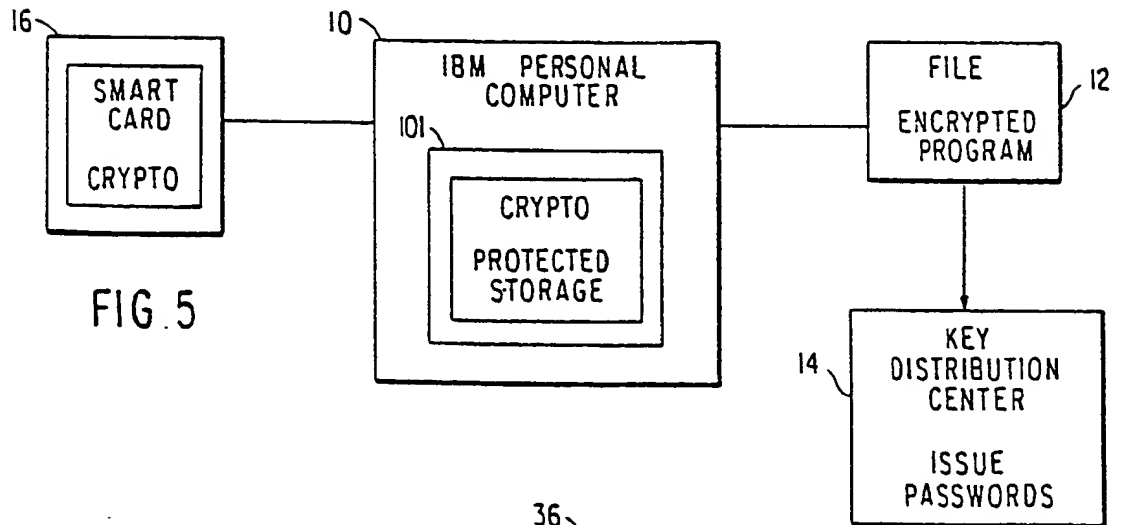 16
SMART
CARD
CRYPTO
FIG.5
10
IBM PERSONAL
COMPUTER
101
CRYPTO
PROTECTED
STORAGE
FILE
ENCRYPTED
PROGRAM
12
14
KEY
DISTRIBUTION
CENTER
ISSUE
PASSWORDS
36